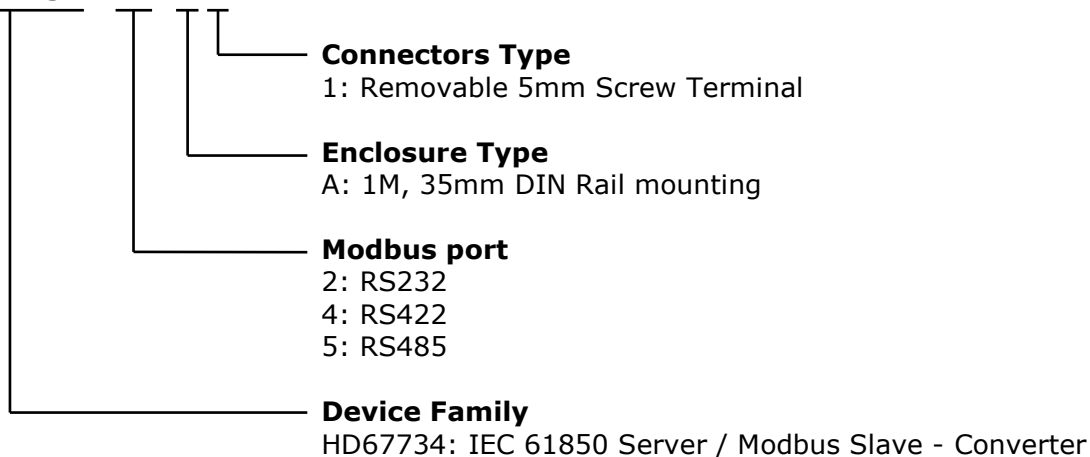 Connectors Type
1: Removable 5mm Screw Terminal
Enclosure Type
A: 1M, 35mm DIN Rail mounting
Modbus port
2: RS232
4: RS422
5: RS485
Device Family
HD67734: IEC 61850 Server / Modbus Slave - Converter